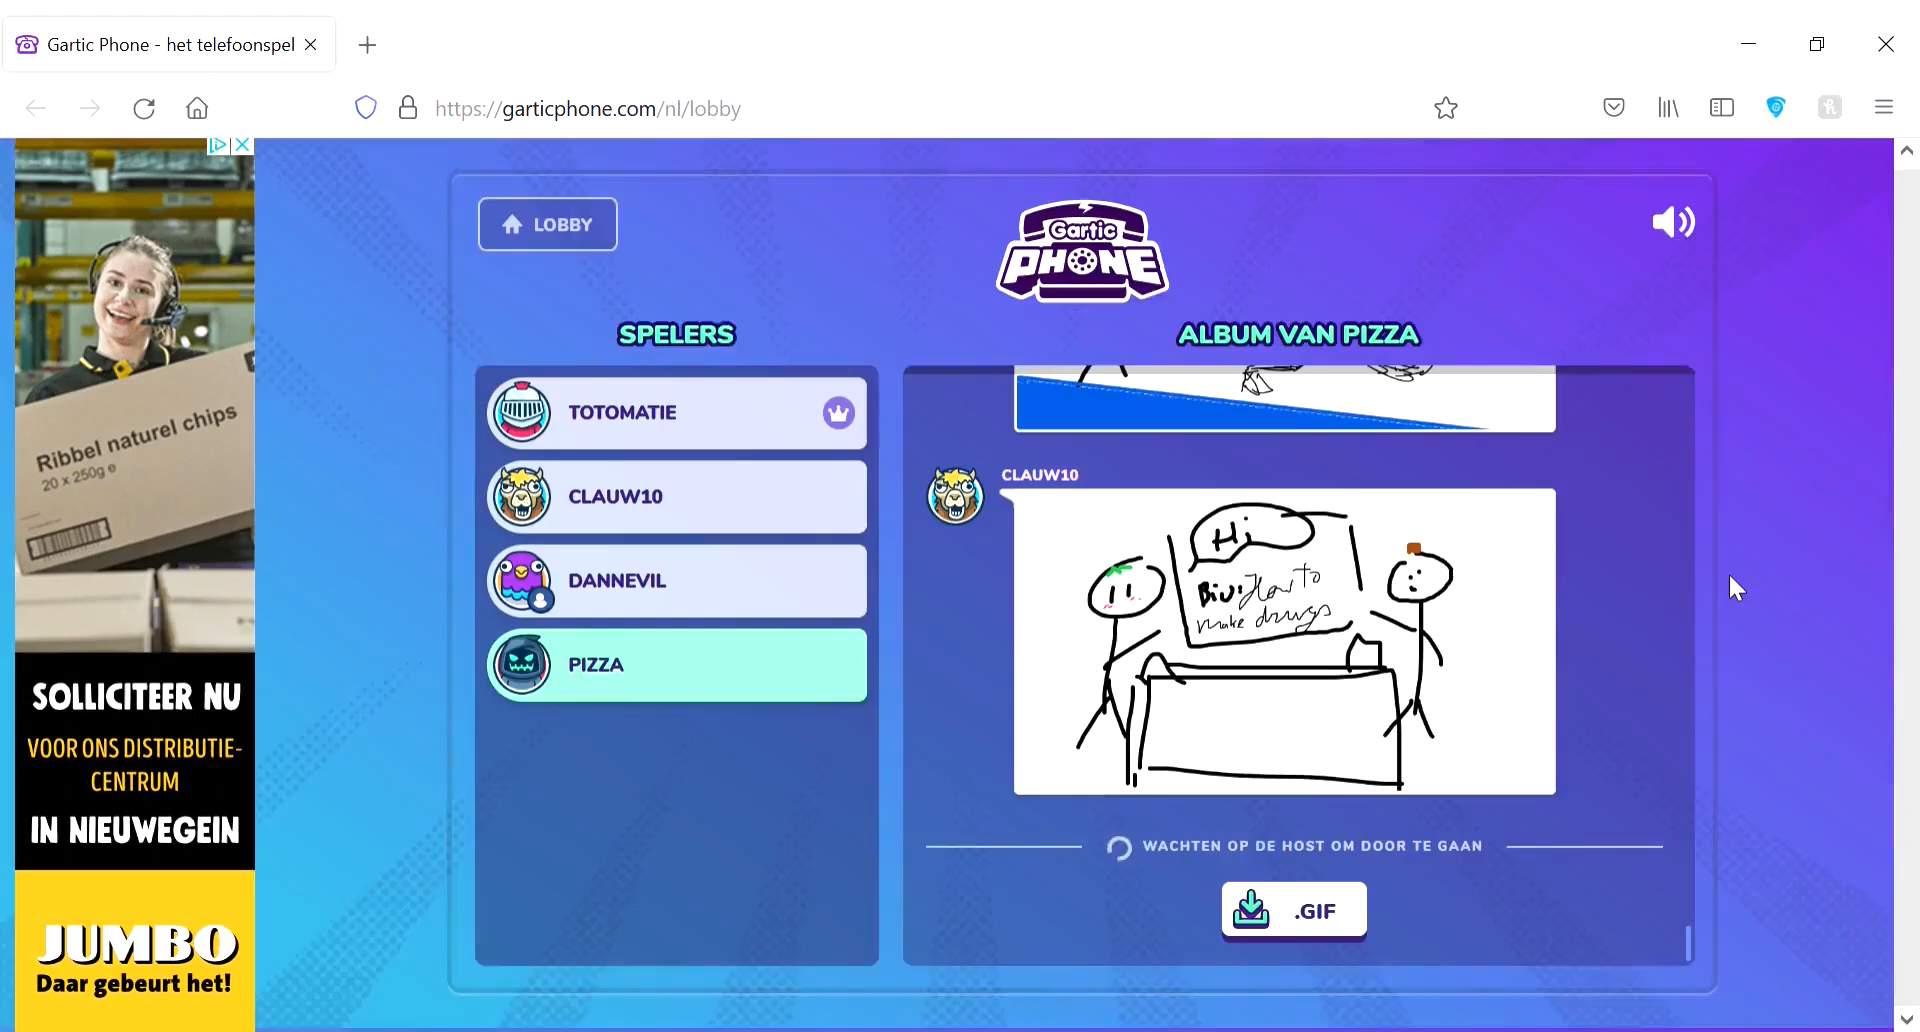 Gartic Phone - het telefoonspel
https://garticphone.com/nl/lobby
LOBBY
Gartic
PHONE
SPELERS
ALBUM VAN PIZZA
TOTOMATIE
CLAUW10
DANNEVIL
PIZZA
CLAUW10
Hi
Biv: How to
make drugs
WACHTEN OP DE HOST OM DOOR TE GAAN
.GIF
Ribbel naturel chips
20 x 250g e
SOLLICITEER NU
VOOR ONS DISTRIBUTIE-
CENTRUM
IN NIEUWEGEIN
JUMBO
Daar gebeurt het!